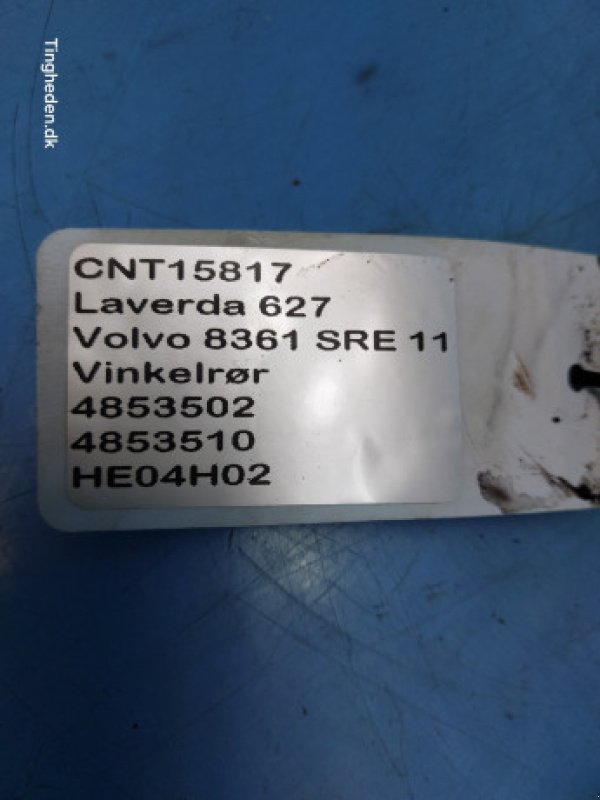 Tingheden.dk
CNT15817
Laverda 627
Volvo 8361 SRE 11
Vinkelrør
4853502
4853510
HE04H02